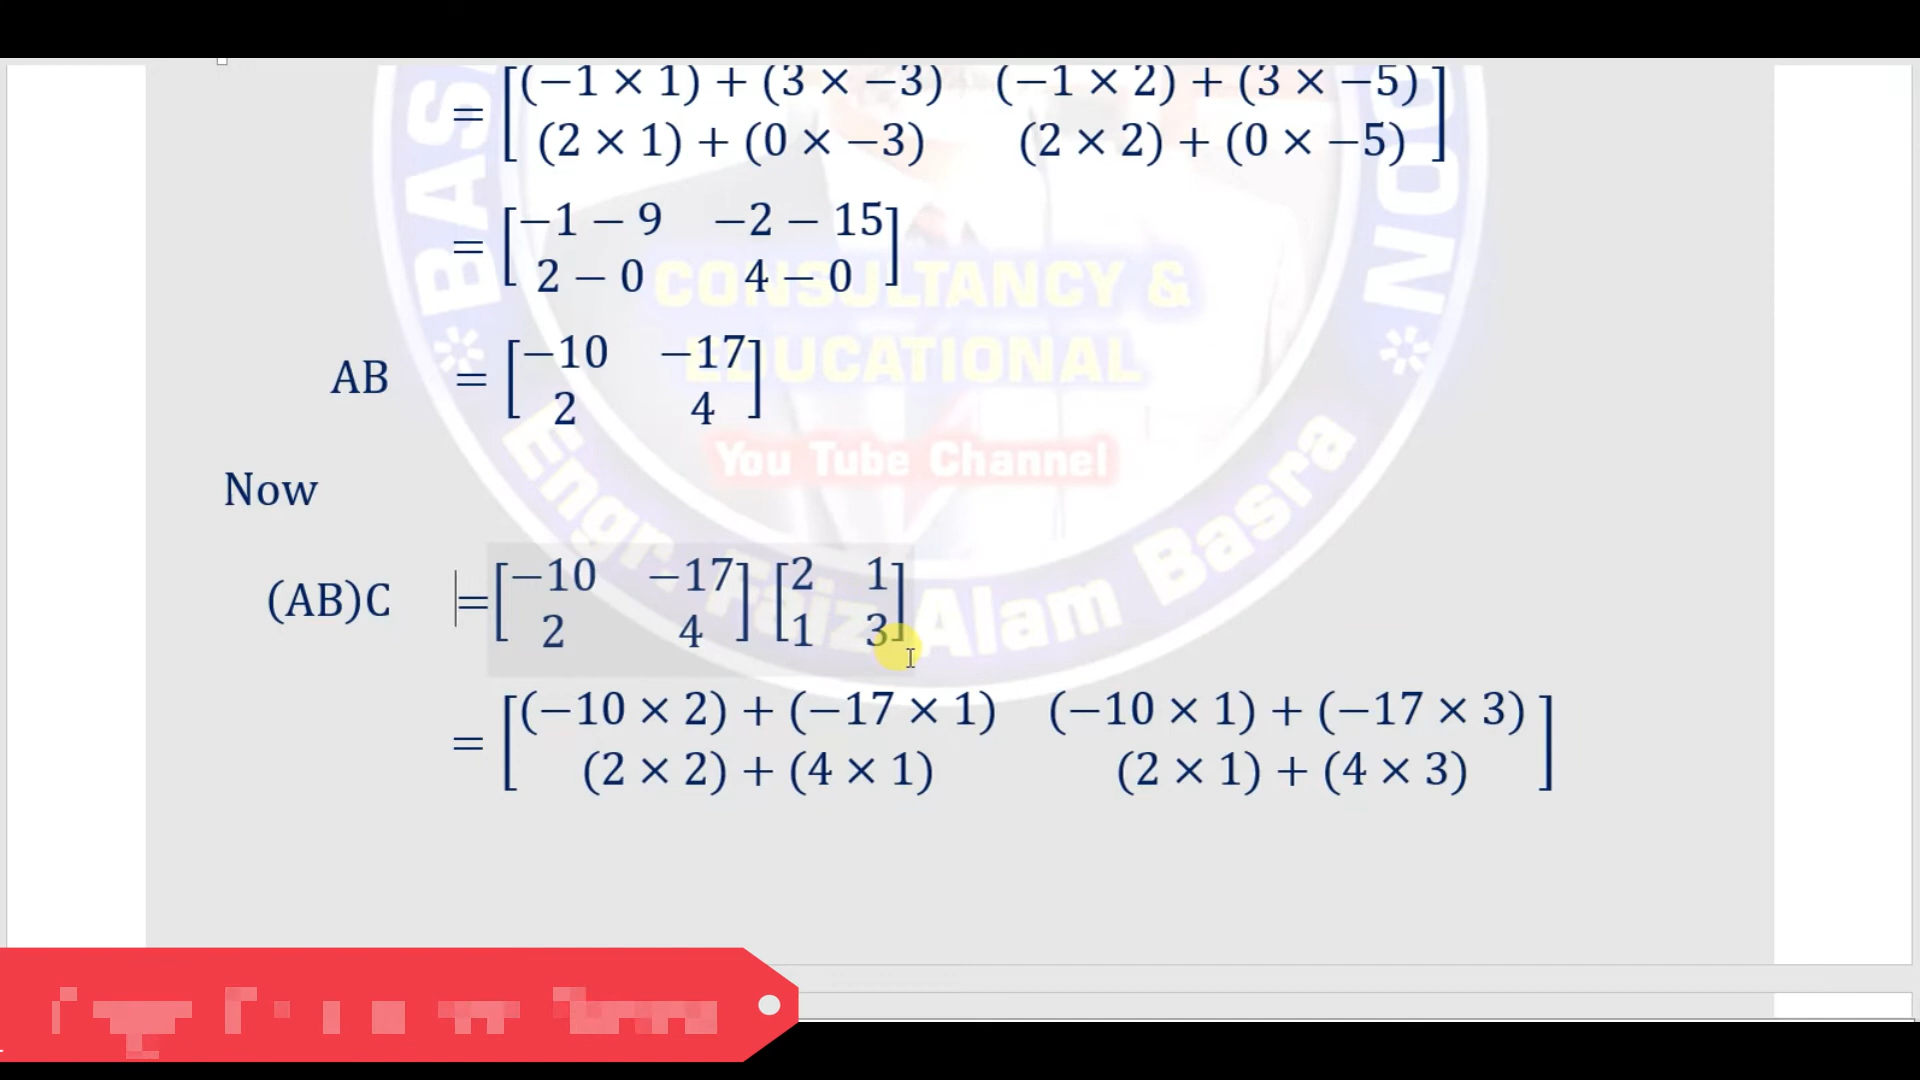 = [(−1 × 1) + (3 × −3) (−1 × 2) + (3 × −5)
(2 × 1) + (0 × −3) (2 × 2) + (0 × −5)]
= [−1 − 9 −2 − 15
2 − 0 4 − 0]
AB = [−10 −17
2 4]
Now
(AB)C = [−10 −17 2 4] [2 1 1 3]
= [(−10 × 2) + (−17 × 1) (−10 × 1) + (−17 × 3)
(2 × 2) + (4 × 1) (2 × 1) + (4 × 3)]
CONSULTANCY &
EDUCATIONAL
You Tube Channel
Engr. Faiz Alam Basra